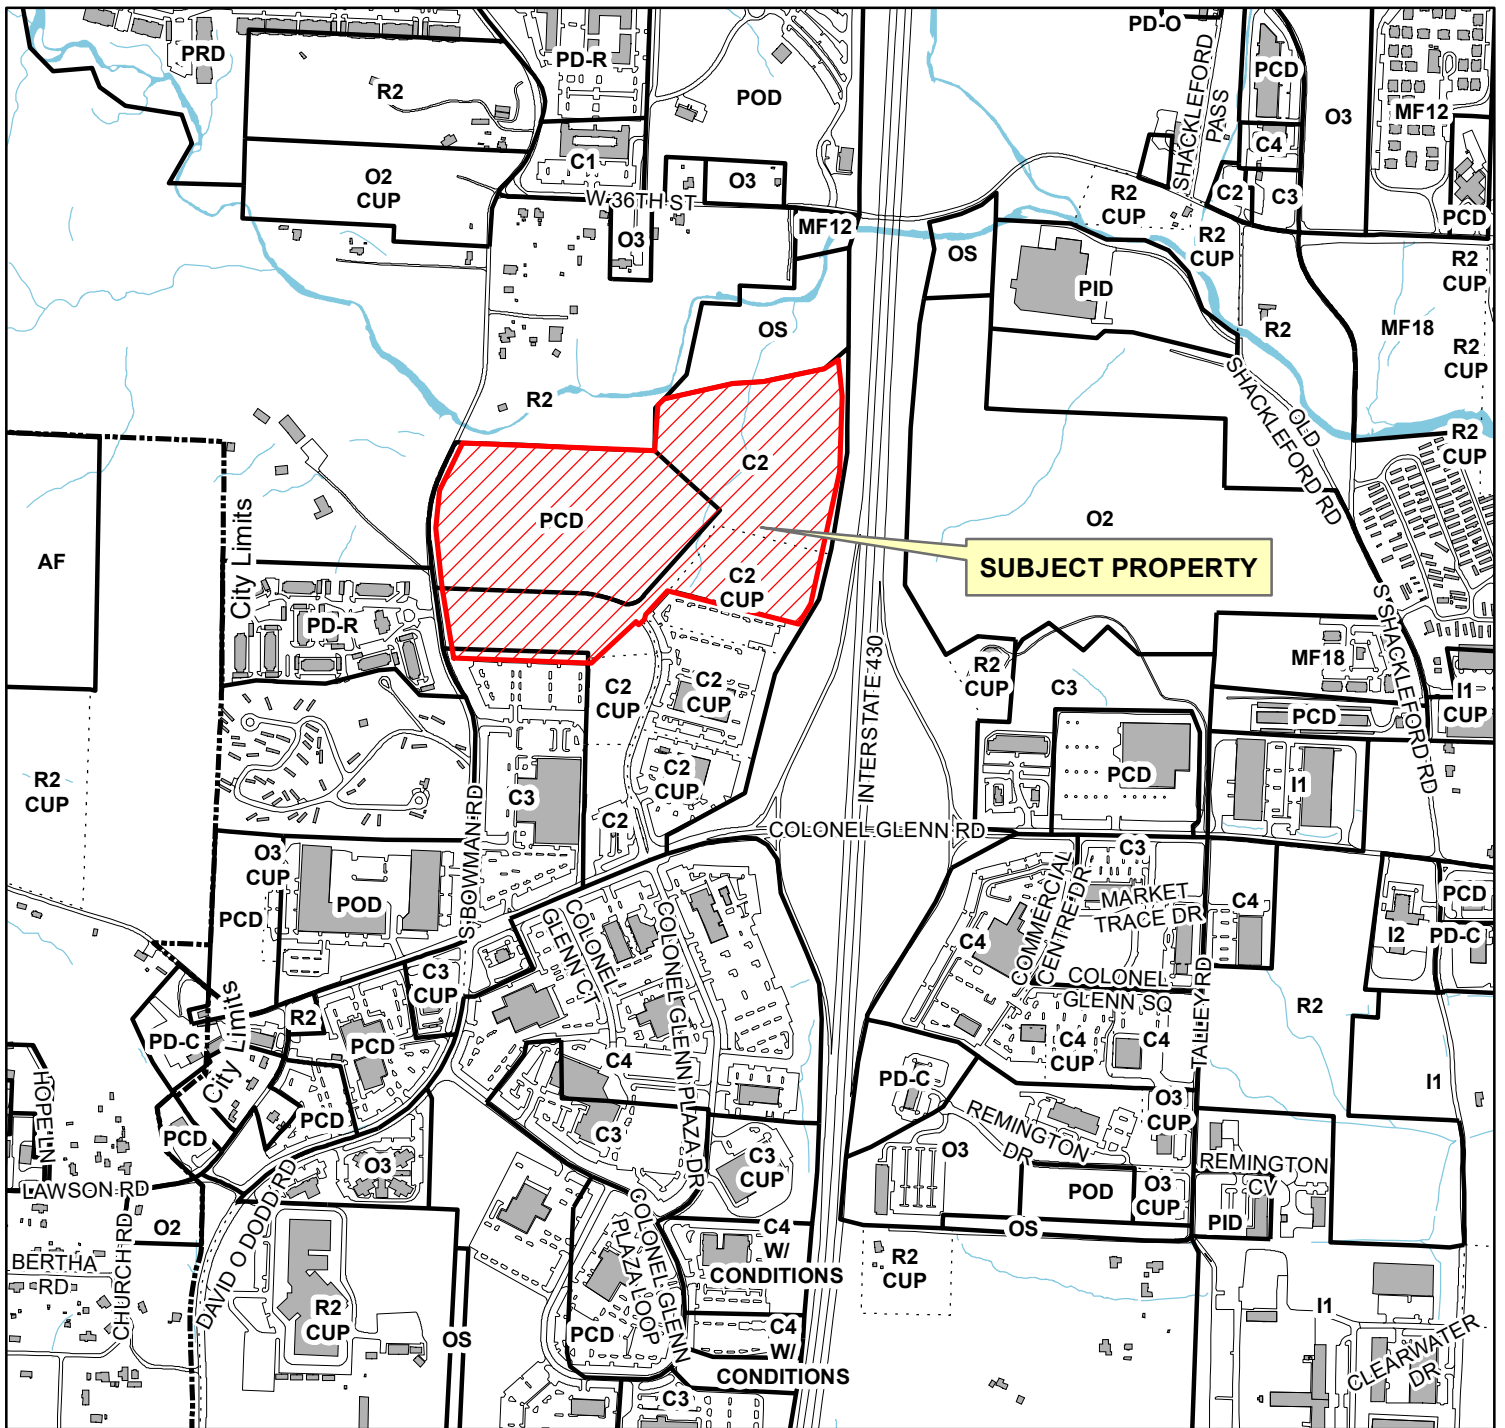 PRD
PD-R
PD-O
R2
POD
SHACKLEFORD
PASS
PCD
O3
MF12
C4
C1
O2
CUP
O3
W 36TH ST
O3
MF12
R2
CUP
C2
C3
PCD
R2
CUP
R2
CUP
OS
PID
R2
MF18
OS
R2
CUP
R2
OLD
SHACKLEFORD RD
R2
CUP
C2
PCD
O2
City Limits
AF
SUBJECT PROPERTY
C2
CUP
PD-R
S SHACKLEFORD RD
MF18
R2
CUP
C3
I1
CUP
PCD
C2
CUP
C2
CUP
INTERSTATE 430
R2
CUP
C3
S BOWMAN RD
C2
CUP
PCD
I1
C2
COLONEL GLENN RD
C3
O3
CUP
PCD
POD
COLONEL
GLENN CT
COLONEL GLENN PLAZA DR
C4
COMMERCIAL
CENTRE DR
MARKET
TRACE DR
C4
PCD
I2
PD-C
C3
CUP
COLONEL
GLENN SQ
City Limits
R2
PD-C
PCD
R2
C4
C4
CUP
C4
TALLEY RD
HOPE LN
PD-C
I1
PCD
PCD
C3
O3
CUP
REMINGTON
DR
O3
C3
CUP
LAWSON RD
O3
REMINGTON
CV
POD
O3
CUP
PID
O2
CHURCH RD
DAVID O DODD RD
BERTHA
RD
OS
C4
W/
CONDITIONS
R2
CUP
COLONEL GLENN
PLAZA LOOP
R2
CUP
OS
PCD
C4
W/
CONDITIONS
I1
CLEARWATER
DR
C3